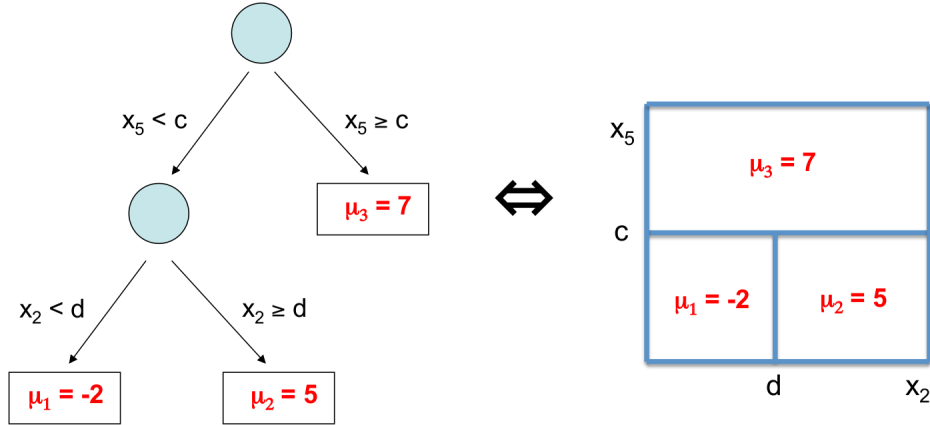 x₅ < c
x₅ ≥ c
μ₃ = 7
x₂ < d
x₂ ≥ d
μ₁ = -2
μ₂ = 5
x₅
μ₃ = 7
c
μ₁ = -2
μ₂ = 5
d
x₂